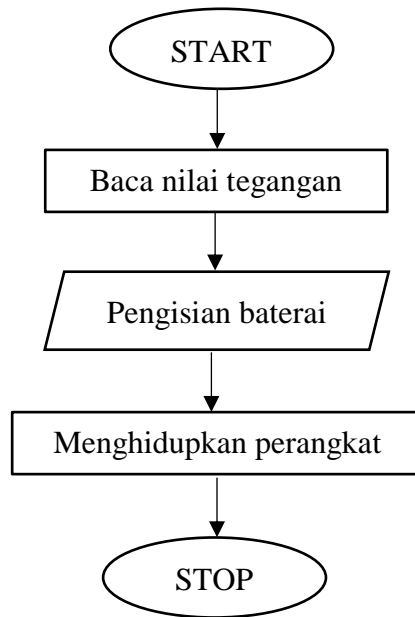 START
Baca nilai tegangan
Pengisian baterai
Menghidupkan perangkat
STOP